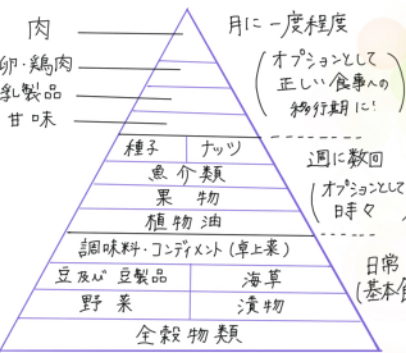 肉
卵・鶏肉
乳製品
甘味
種子 ナッツ
魚介類
果物
植物油
調味料・コンディメント(卓上薬)
豆及び豆製品 海草
野菜 漬物
全穀物類
月に一度程度
(オプションとして
正しい食事への
移行期に!)
週に数回
(オプションとして
時々
日常
(基本食